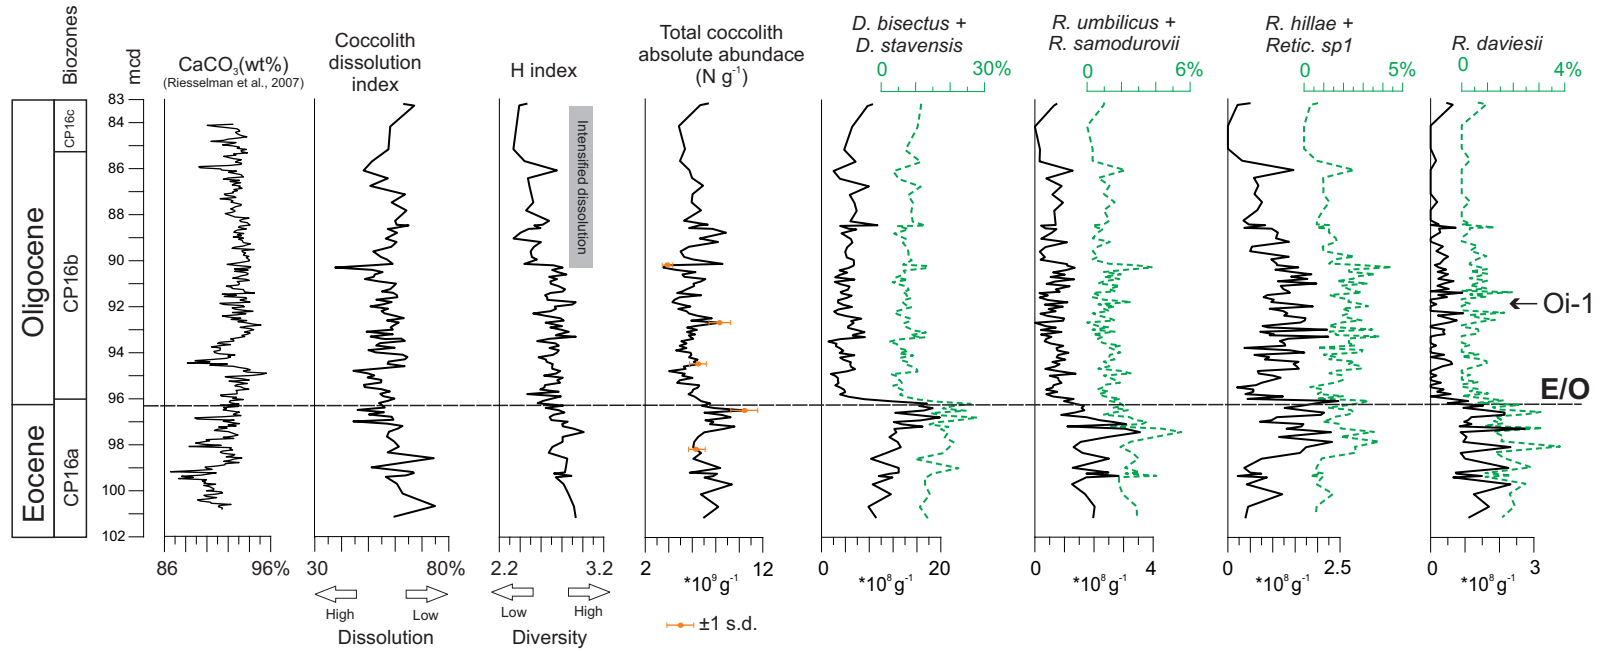 Biozones
mcd
CaCO3(wt%)
(Riesselman et al., 2007)
Coccolith
dissolution
index
H index
Total coccolith
absolute abundace
(N g-1)
D. bisectus +
D. stavensis
0 30%
R. umbilicus +
R. samodurovii
0 6%
R. hillae +
Retic. sp1
0 5%
R. daviesii
0 4%
Oligocene
Eocene
CP16c
CP16b
CP16a
83
84
86
88
90
92
94
96
98
100
102
Intensified dissolution
Oi-1
E/O
86 96%
30 80%
2.2 3.2
2 12
*10^9 g-1
0 20
*10^8 g-1
0 4
*10^8 g-1
0 2.5
*10^8 g-1
0 3
*10^8 g-1
High Low
Dissolution
Low High
Diversity
±1 s.d.